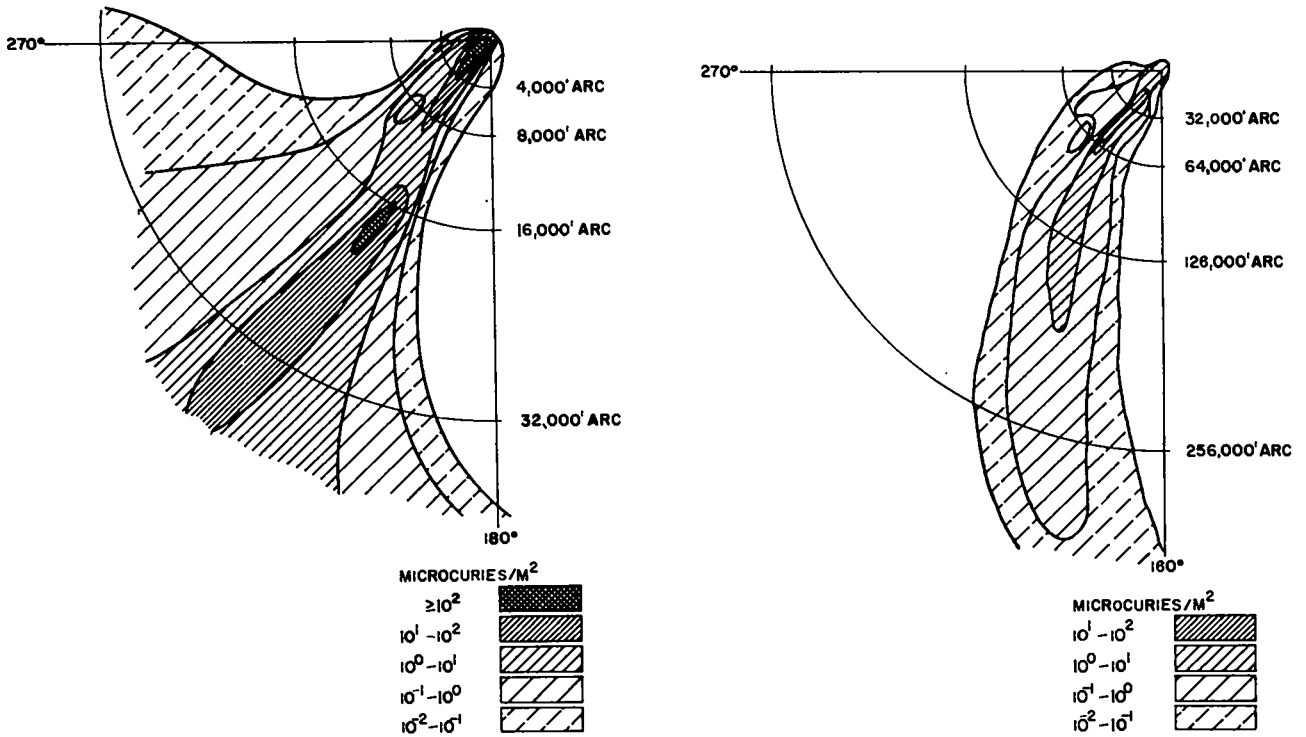 270°
4,000' ARC
8,000' ARC
16,000' ARC
32,000' ARC
180°
MICROCURIES/M²
≥10²
10¹ –10²
10⁰ –10¹
10⁻¹ –10⁰
10⁻² –10⁻¹
270°
32,000' ARC
64,000' ARC
126,000' ARC
256,000' ARC
160°
MICROCURIES/M²
10¹ –10²
10⁰ –10¹
10⁻¹ –10⁰
10⁻² –10⁻¹